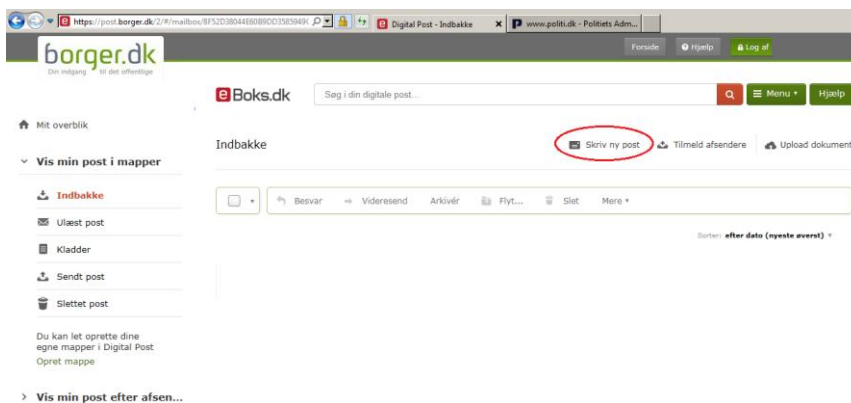 https://post.borger.dk/2/#/mailbox/8F52D38044E60B9DD3585949C
Digital Post - Indbakke
www.politi.dk - Politiets Adm...
borger.dk
Din indgang til det offentlige
Forside
Hjælp
Log af
e Boks.dk
Søg i din digitale post...
Menu
Hjælp
Mit overblik
Indbakke
Skriv ny post
Tilmeld afsendere
Upload dokument
Vis min post i mapper
Indbakke
Besvar
Videresend
Arkivér
Flyt...
Slet
Mere
Ulæst post
Sorter: efter dato (nyeste øverst)
Kladder
Sendt post
Slettet post
Du kan let oprette dine
egne mapper i Digital Post
Opret mappe
Vis min post efter afsen...